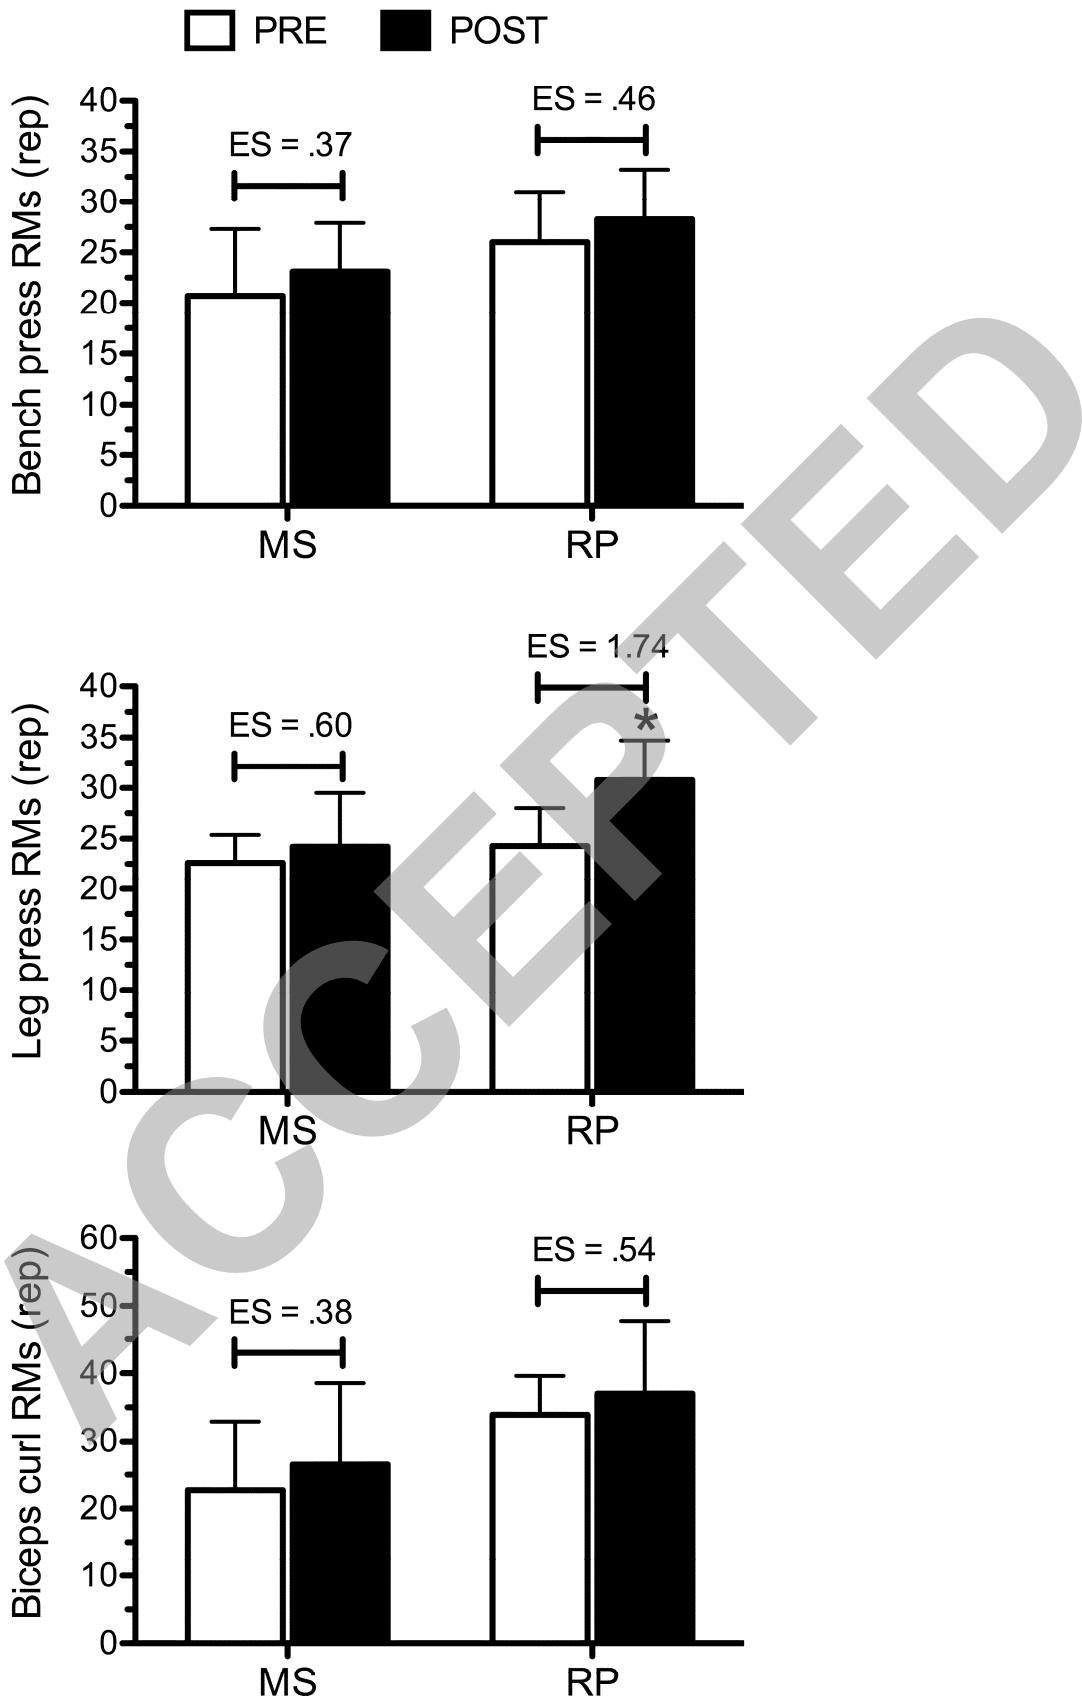 PRE POST
Bench press RMs (rep)
40
35
30
25
20
15
10
5
0
ES = .37
ES = .46
MS RP
Leg press RMs (rep)
40
35
30
25
20
15
10
5
0
ES = .60
ES = 1.74
*
MS RP
Biceps curl RMs (rep)
60
50
40
30
20
10
0
ES = .38
ES = .54
MS RP
ACCEPTED